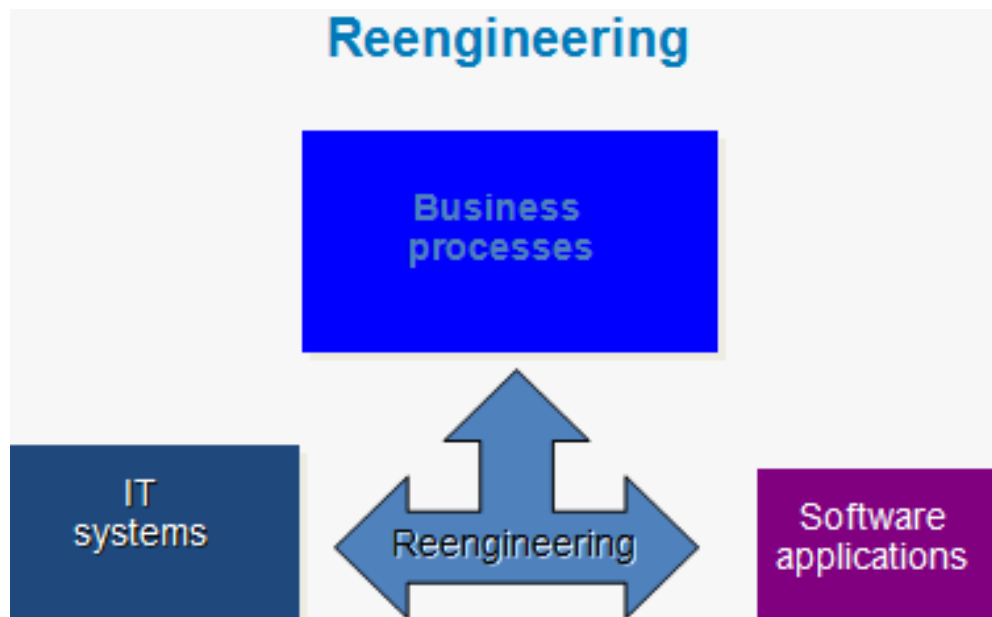 Reengineering
Business
processes
IT
systems
Reengineering
Software
applications